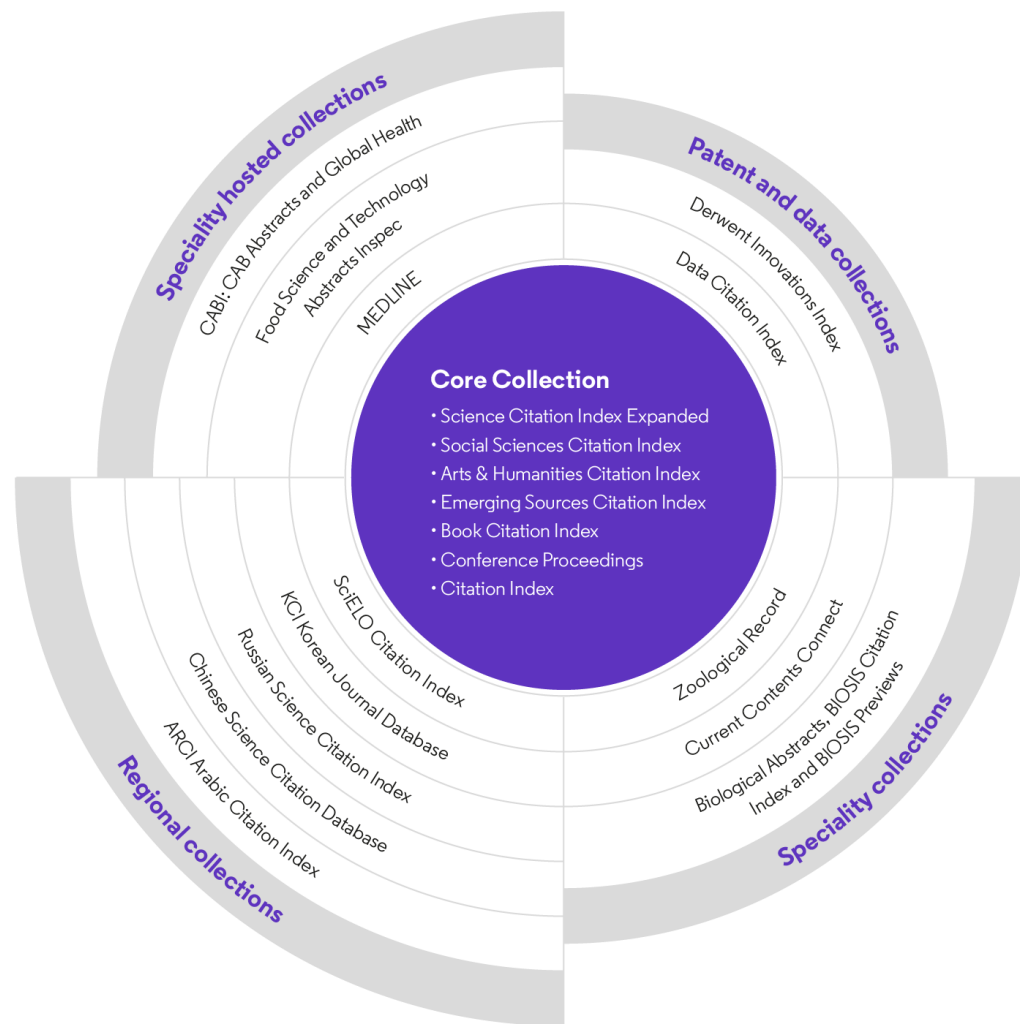 Speciality hosted collections
CABI: CAB Abstracts and Global Health
Food Science and Technology
Abstracts Inspec
MEDLINE
Patent and data collections
Derwent Innovations Index
Data Citation Index
Core Collection
• Science Citation Index Expanded
• Social Sciences Citation Index
• Arts & Humanities Citation Index
• Emerging Sources Citation Index
• Book Citation Index
• Conference Proceedings
• Citation Index
SciELO Citation Index
KCI Korean Journal Database
Russian Science Citation Index
Chinese Science Citation Database
ARCI Arabic Citation Index
Regional collections
Zoological Record
Current Contents Connect
Biological Abstracts, BIOSIS Citation
Index and BIOSIS Previews
Speciality collections